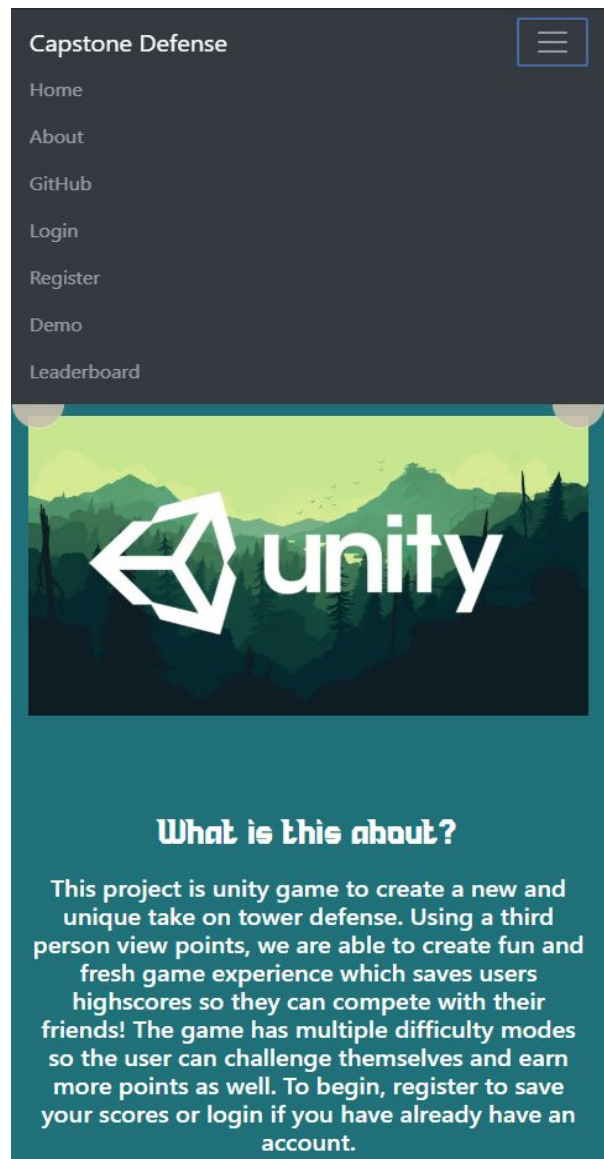 Capstone Defense
Home
About
GitHub
Login
Register
Demo
Leaderboard
unity
What is this about?
This project is unity game to create a new and
unique take on tower defense. Using a third
person view points, we are able to create fun and
fresh game experience which saves users
highscores so they can compete with their
friends! The game has multiple difficulty modes
so the user can challenge themselves and earn
more points as well. To begin, register to save
your scores or login if you have already have an
account.